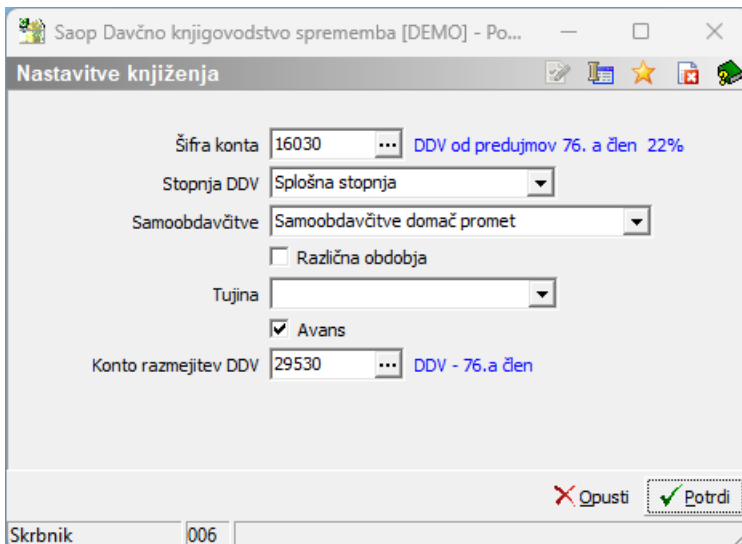 Saop Davčno knjigovodstvo sprememba [DEMO] - Po...
Nastavitve knjiženja
Šifra konta 16030 ... DDV od predujmov 76. a člen 22%
Stopnja DDV Splošna stopnja
Samoobdavčitve Samoobdavčitve domač promet
Različna obdobja
Tujina
Avans
Konto razmejitev DDV 29530 ... DDV - 76.a člen
Opusti Potrdi
Skrbnik 006